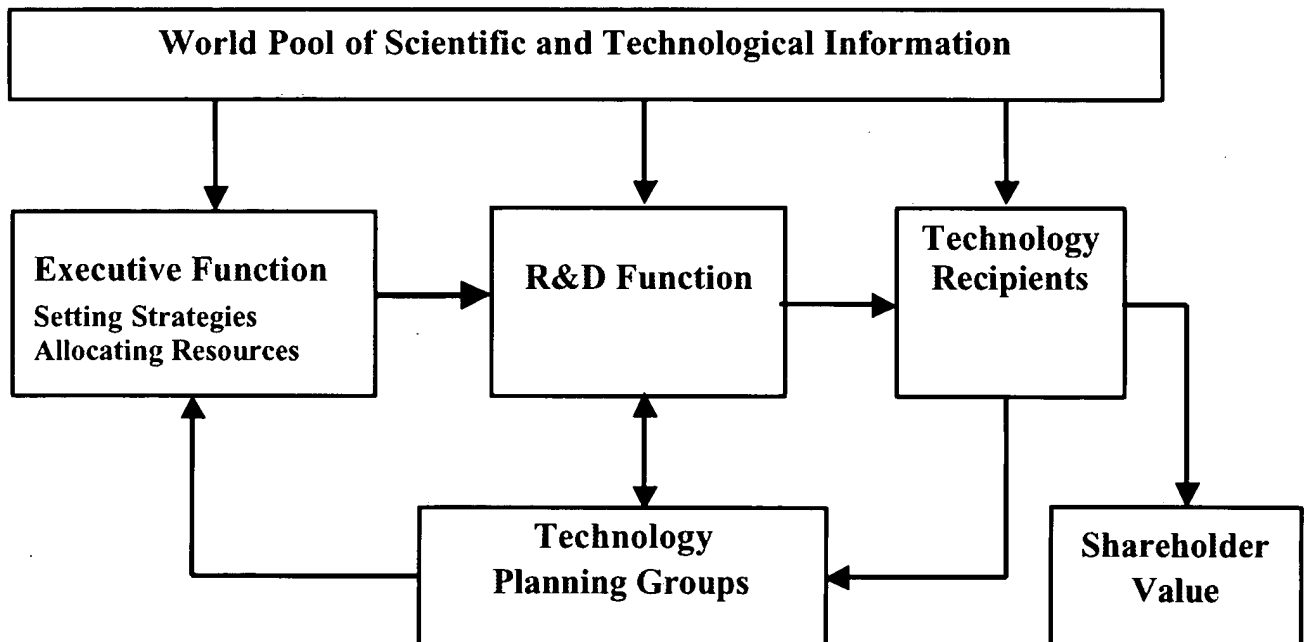 World Pool of Scientific and Technological Information
Executive Function
Setting Strategies
Allocating Resources
R&D Function
Technology
Recipients
Technology
Planning Groups
Shareholder
Value